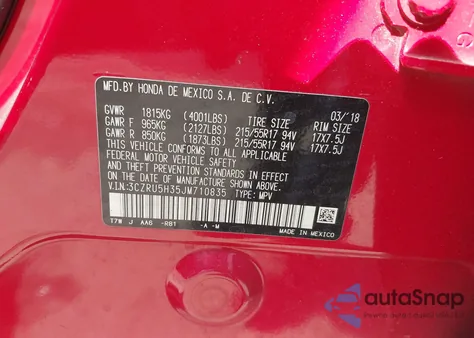 MFD.BY HONDA DE MEXICO S.A. DE C.V.
03/'18
GVWR 1815KG (4001LBS) TIRE SIZE RIM SIZE
GAWR F 965KG (2127LBS) 215/55R17 94V 17X7.5J
GAWR R 850KG (1873LBS) 215/55R17 94V 17X7.5J
THIS VEHICLE CONFORMS TO ALL APPLICABLE
FEDERAL MOTOR VEHICLE SAFETY AND THEFT
PREVENTION STANDARDS IN EFFECT ON THE
DATE OF MANUFACTURE SHOWN ABOVE.
V.I.N:3CZRU5H35JM710835 TYPE: MPV
T7W J AA6 -R81 -A -M
MADE IN MEXICO
autoSnap